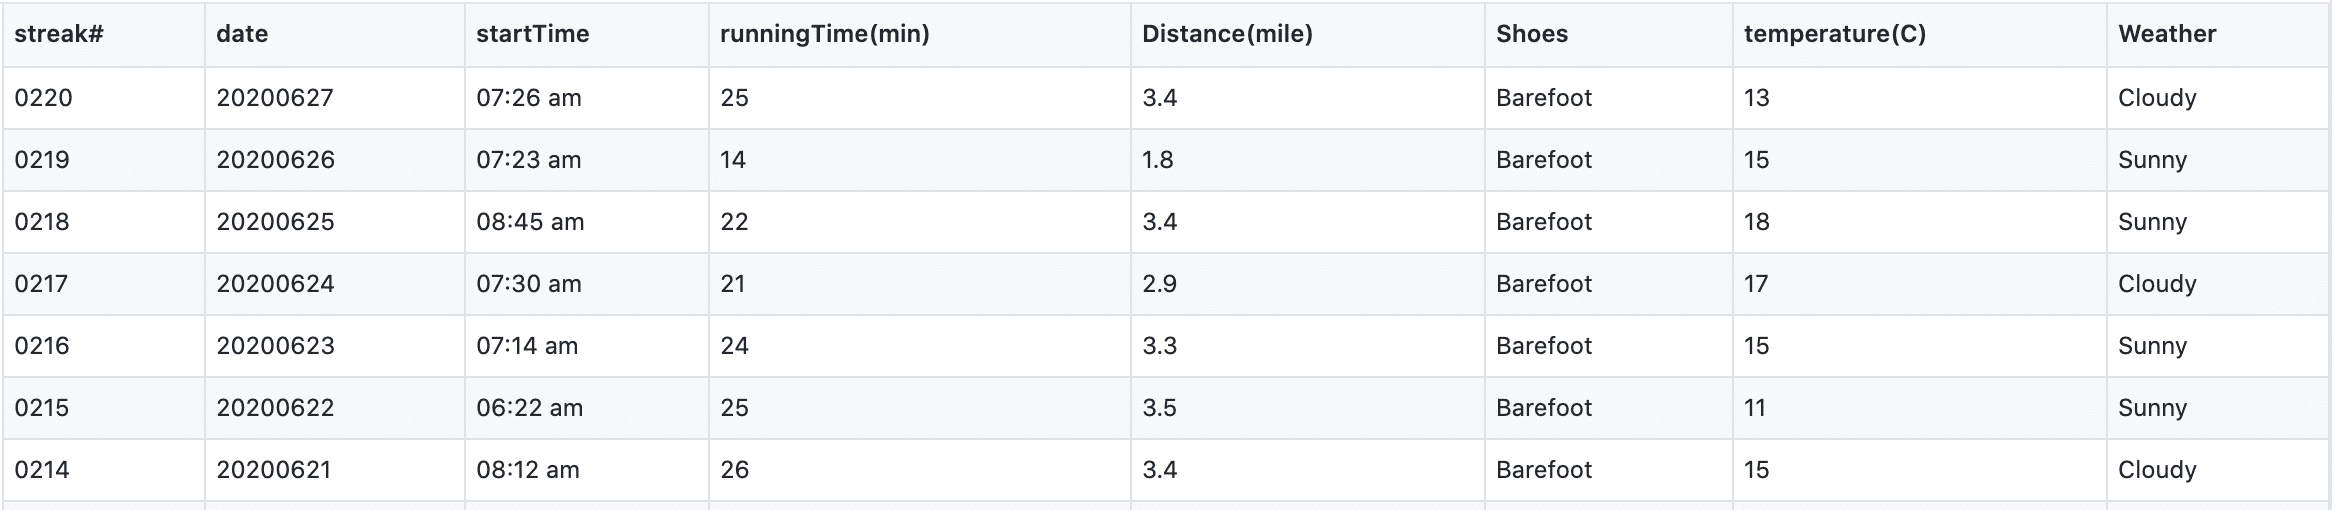 streak# date startTime runningTime(min) Distance(mile) Shoes temperature(C) Weather
0220 20200627 07:26 am 25 3.4 Barefoot 13 Cloudy
0219 20200626 07:23 am 14 1.8 Barefoot 15 Sunny
0218 20200625 08:45 am 22 3.4 Barefoot 18 Sunny
0217 20200624 07:30 am 21 2.9 Barefoot 17 Cloudy
0216 20200623 07:14 am 24 3.3 Barefoot 15 Sunny
0215 20200622 06:22 am 25 3.5 Barefoot 11 Sunny
0214 20200621 08:12 am 26 3.4 Barefoot 15 Cloudy